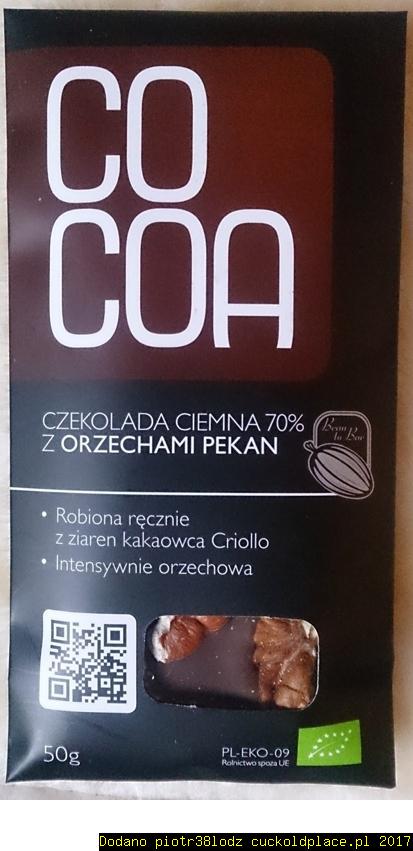 CO
COA
CZEKOLADA CIEMNA 70%
Z ORZECHAMI PEKAN
Bean
to Bar
• Robiona ręcznie
z ziaren kakaowca Criollo
• Intensywnie orzechowa
50g
PL-EKO-09
Rolnictwo spoza UE
Dodano piotr38lodz cuckoldplace.pl 2017